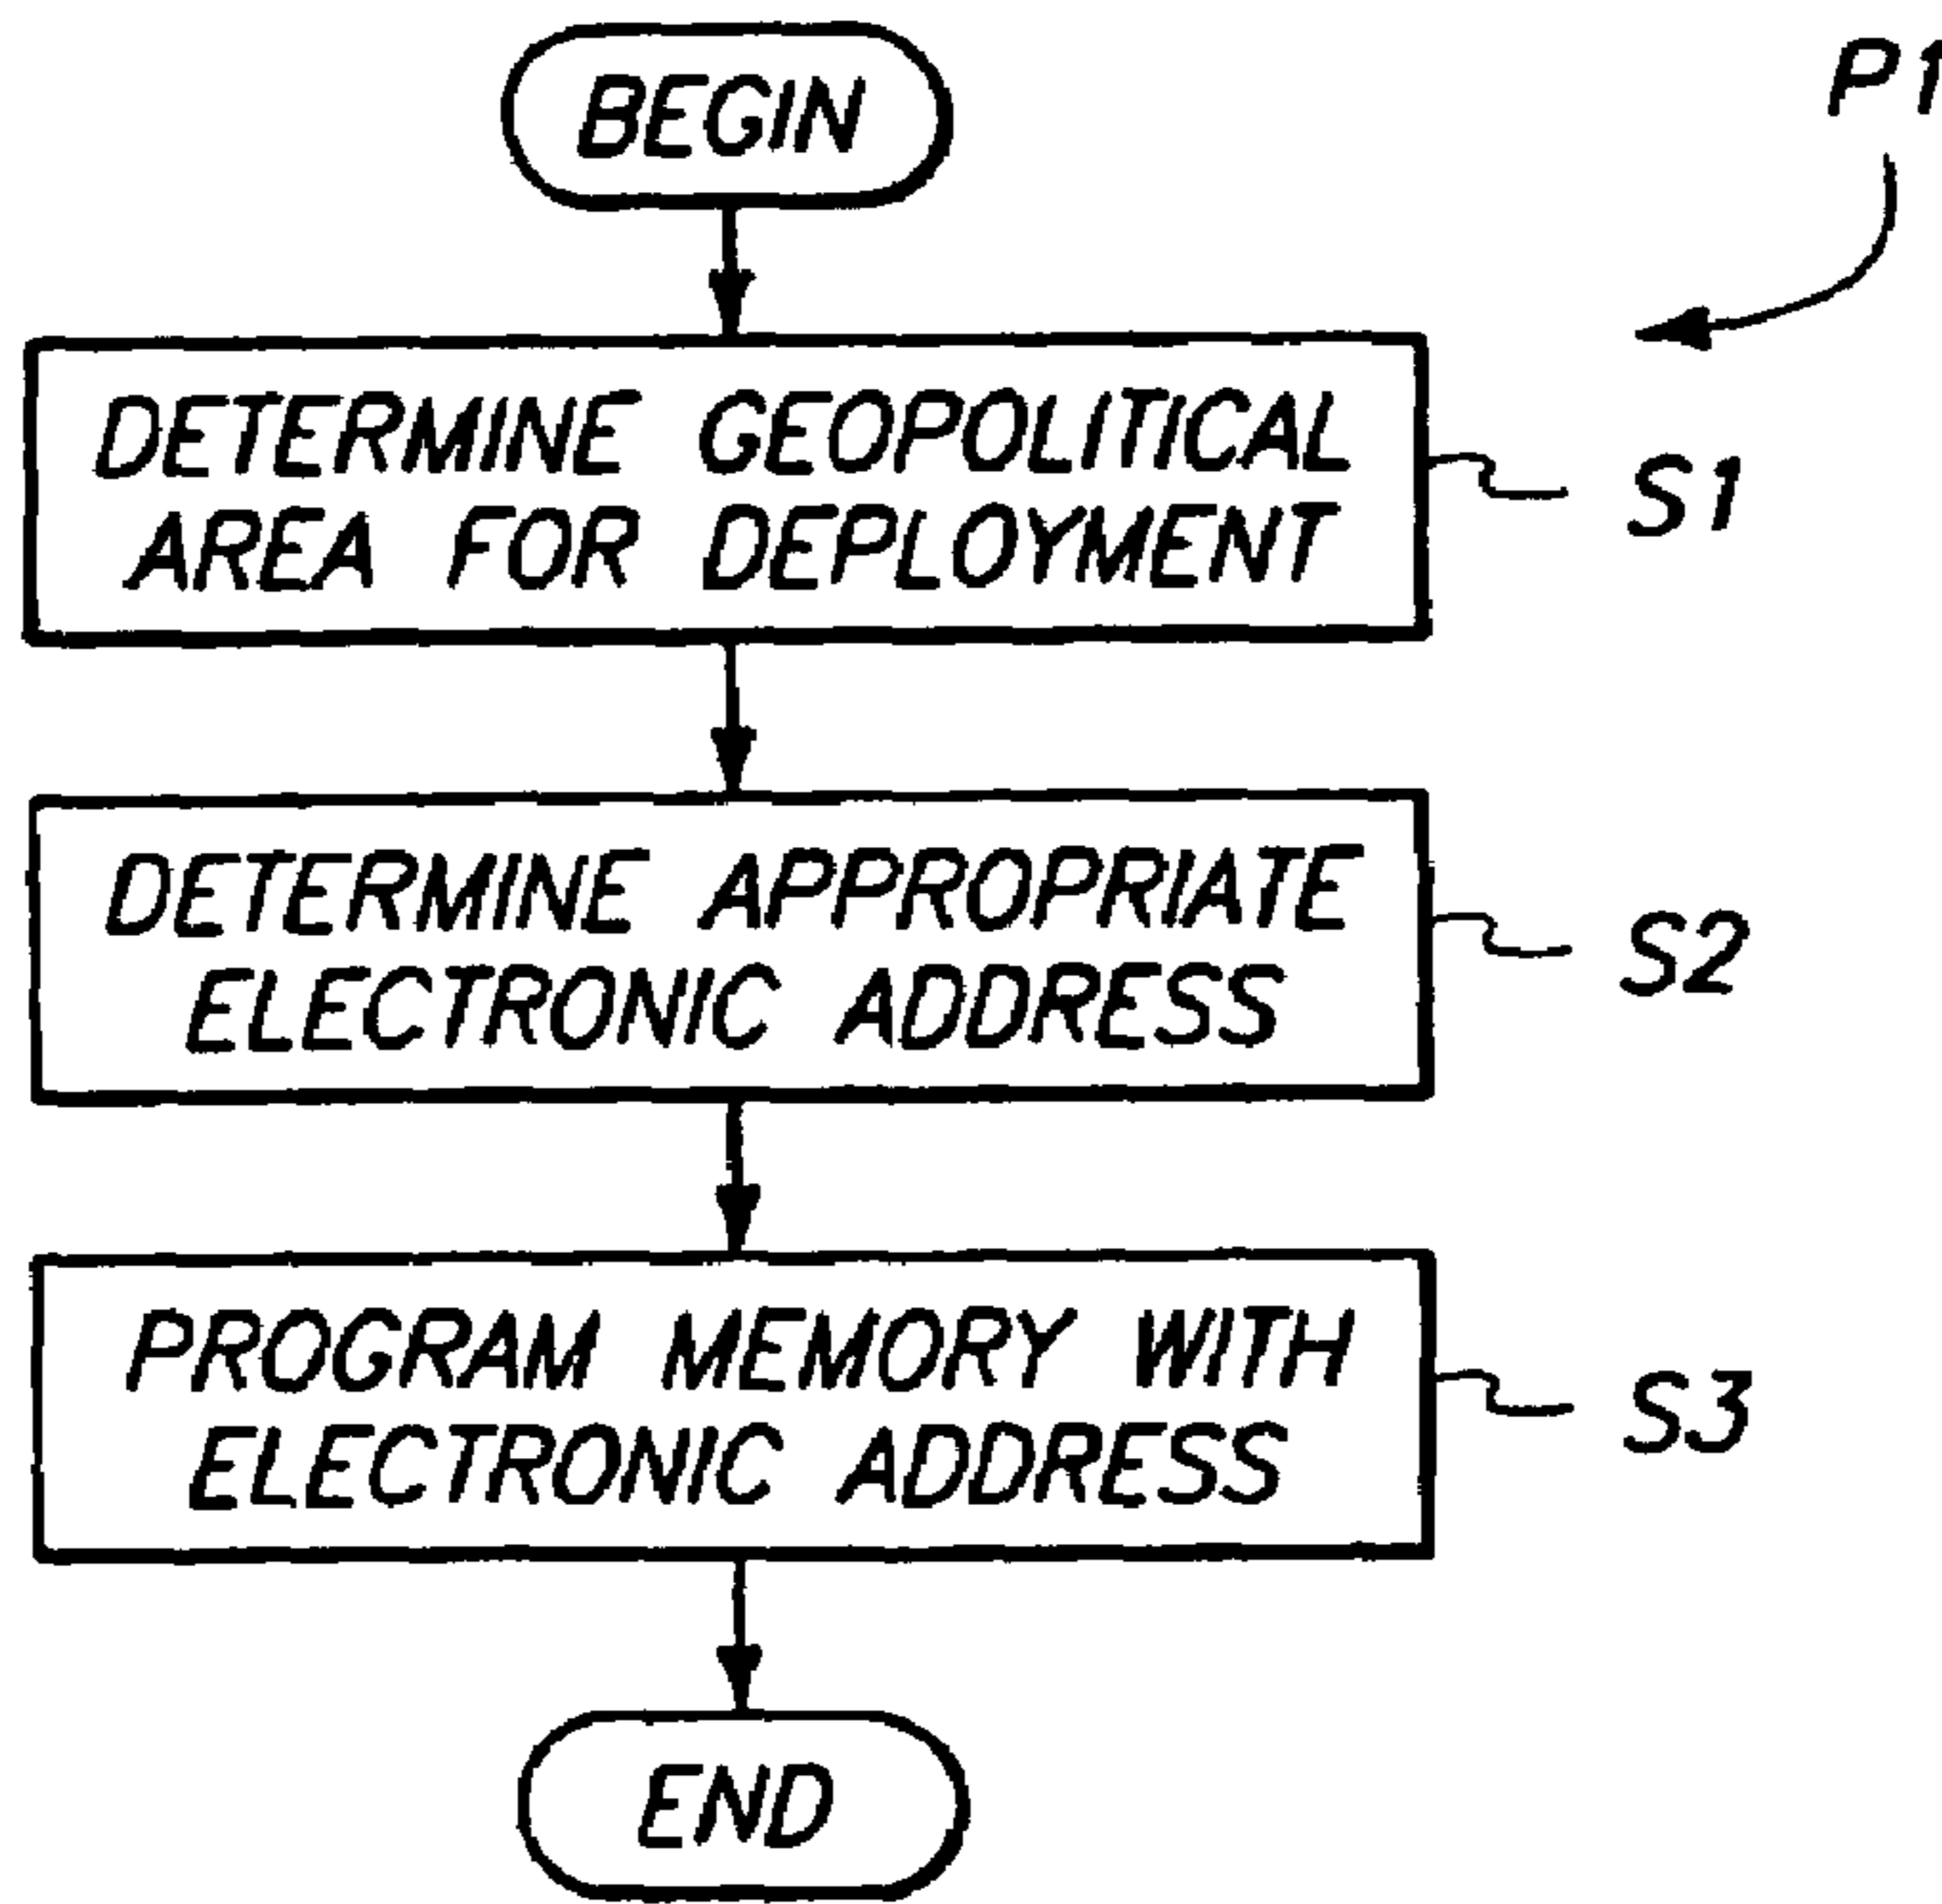 BEGIN
P1
DETERMINE GEOPOLITICAL
AREA FOR DEPLOYMENT
S1
DETERMINE APPROPRIATE
ELECTRONIC ADDRESS
S2
PROGRAM MEMORY WITH
ELECTRONIC ADDRESS
S3
END